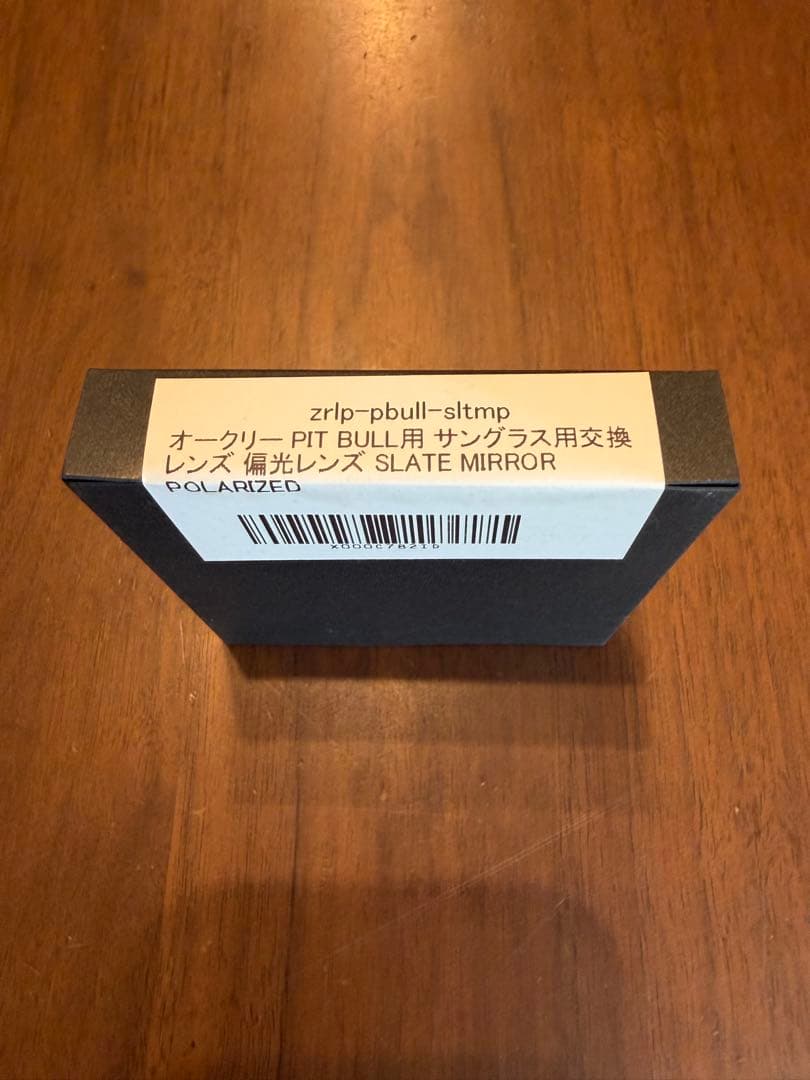 zrlp-pbull-sltmp
オークリー PIT BULL用 サングラス用交換
レンズ 偏光レンズ SLATE MIRROR
POLARIZED